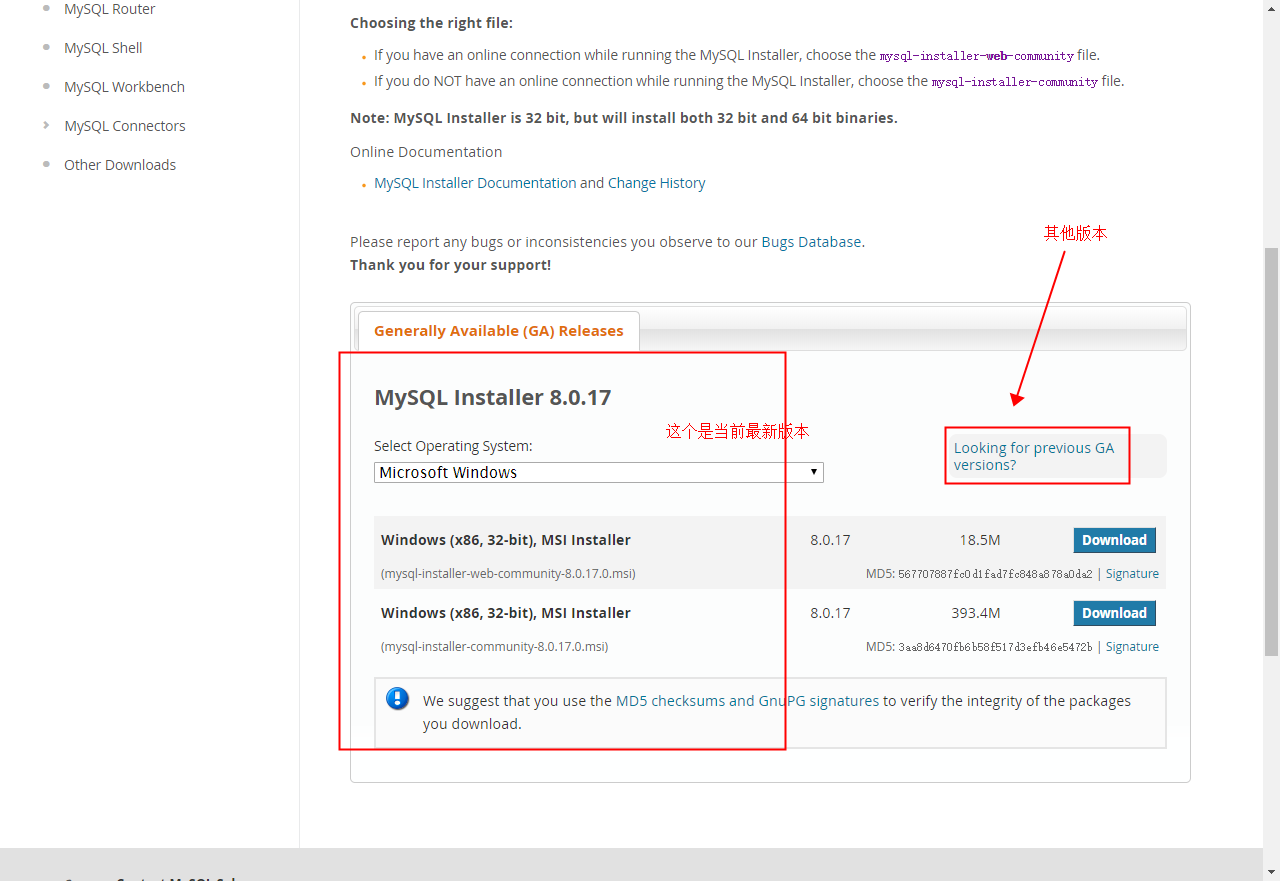 MySQL Router
MySQL Shell
MySQL Workbench
MySQL Connectors
Other Downloads
Choosing the right file:
If you have an online connection while running the MySQL Installer, choose the mysql-installer-web-community file.
If you do NOT have an online connection while running the MySQL Installer, choose the mysql-installer-community file.
Note: MySQL Installer is 32 bit, but will install both 32 bit and 64 bit binaries.
Online Documentation
MySQL Installer Documentation and Change History
其他版本
Please report any bugs or inconsistencies you observe to our Bugs Database.
Thank you for your support!
Generally Available (GA) Releases
MySQL Installer 8.0.17
这个是当前最新版本
Select Operating System:
Microsoft Windows
Looking for previous GA
versions?
Windows (x86, 32-bit), MSI Installer 8.0.17 18.5M Download
(mysql-installer-web-community-8.0.17.0.msi) MD5: 567707887fc0d1fad7fc848a878a0da2 | Signature
Windows (x86, 32-bit), MSI Installer 8.0.17 393.4M Download
(mysql-installer-community-8.0.17.0.msi) MD5: 3aa8d6470fb6b58f517d3efb46e5472b | Signature
We suggest that you use the MD5 checksums and GnuPG signatures to verify the integrity of the packages
you download.